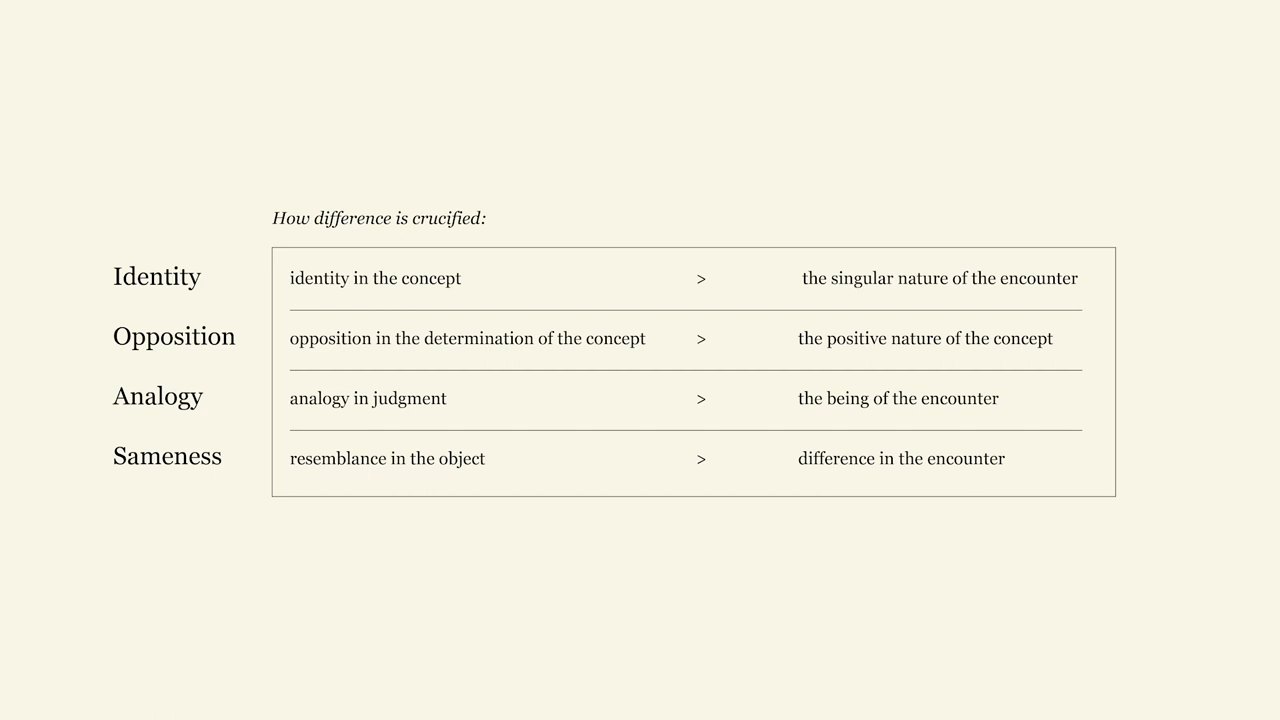 How difference is crucified:
Identity identity in the concept > the singular nature of the encounter
Opposition opposition in the determination of the concept > the positive nature of the concept
Analogy analogy in judgment > the being of the encounter
Sameness resemblance in the object > difference in the encounter